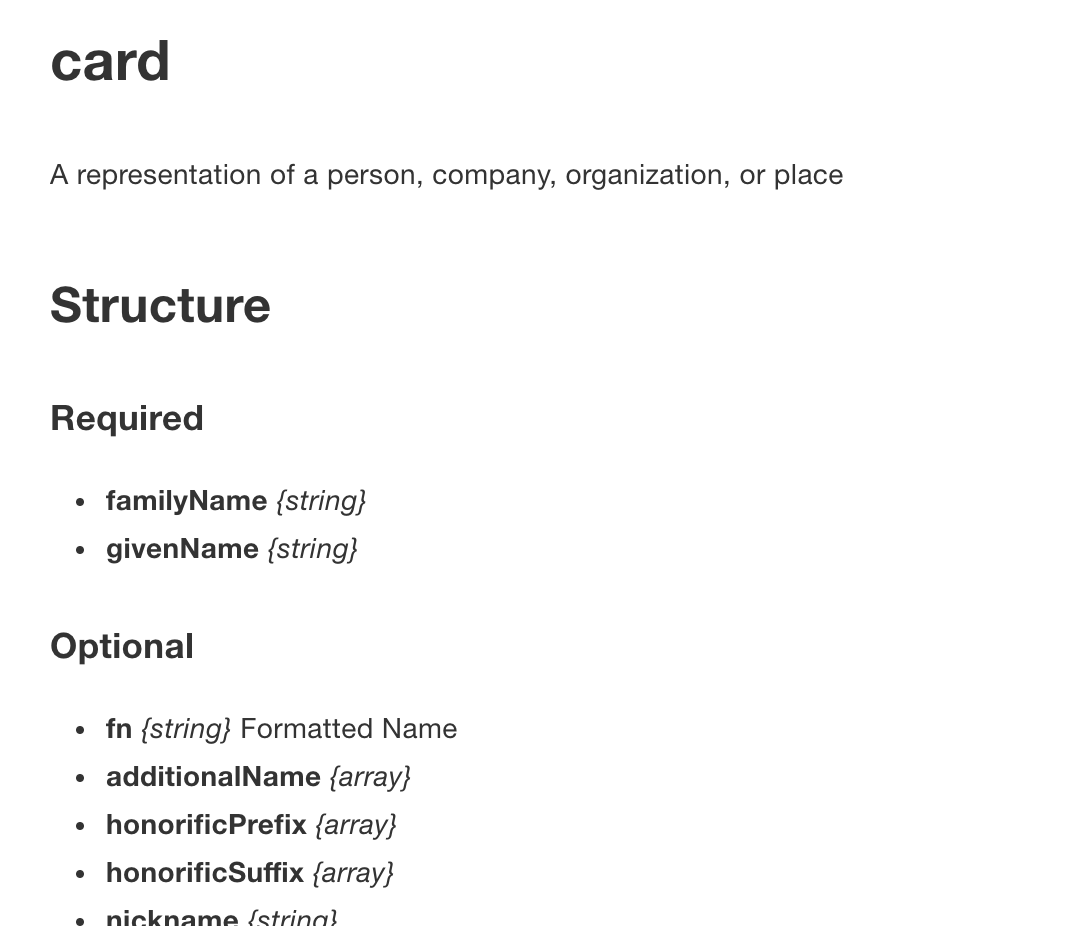 card
A representation of a person, company, organization, or place
Structure
Required
• familyName {string}
• givenName {string}
Optional
• fn {string} Formatted Name
• additionalName {array}
• honorificPrefix {array}
• honorificSuffix {array}
• nickname {string}